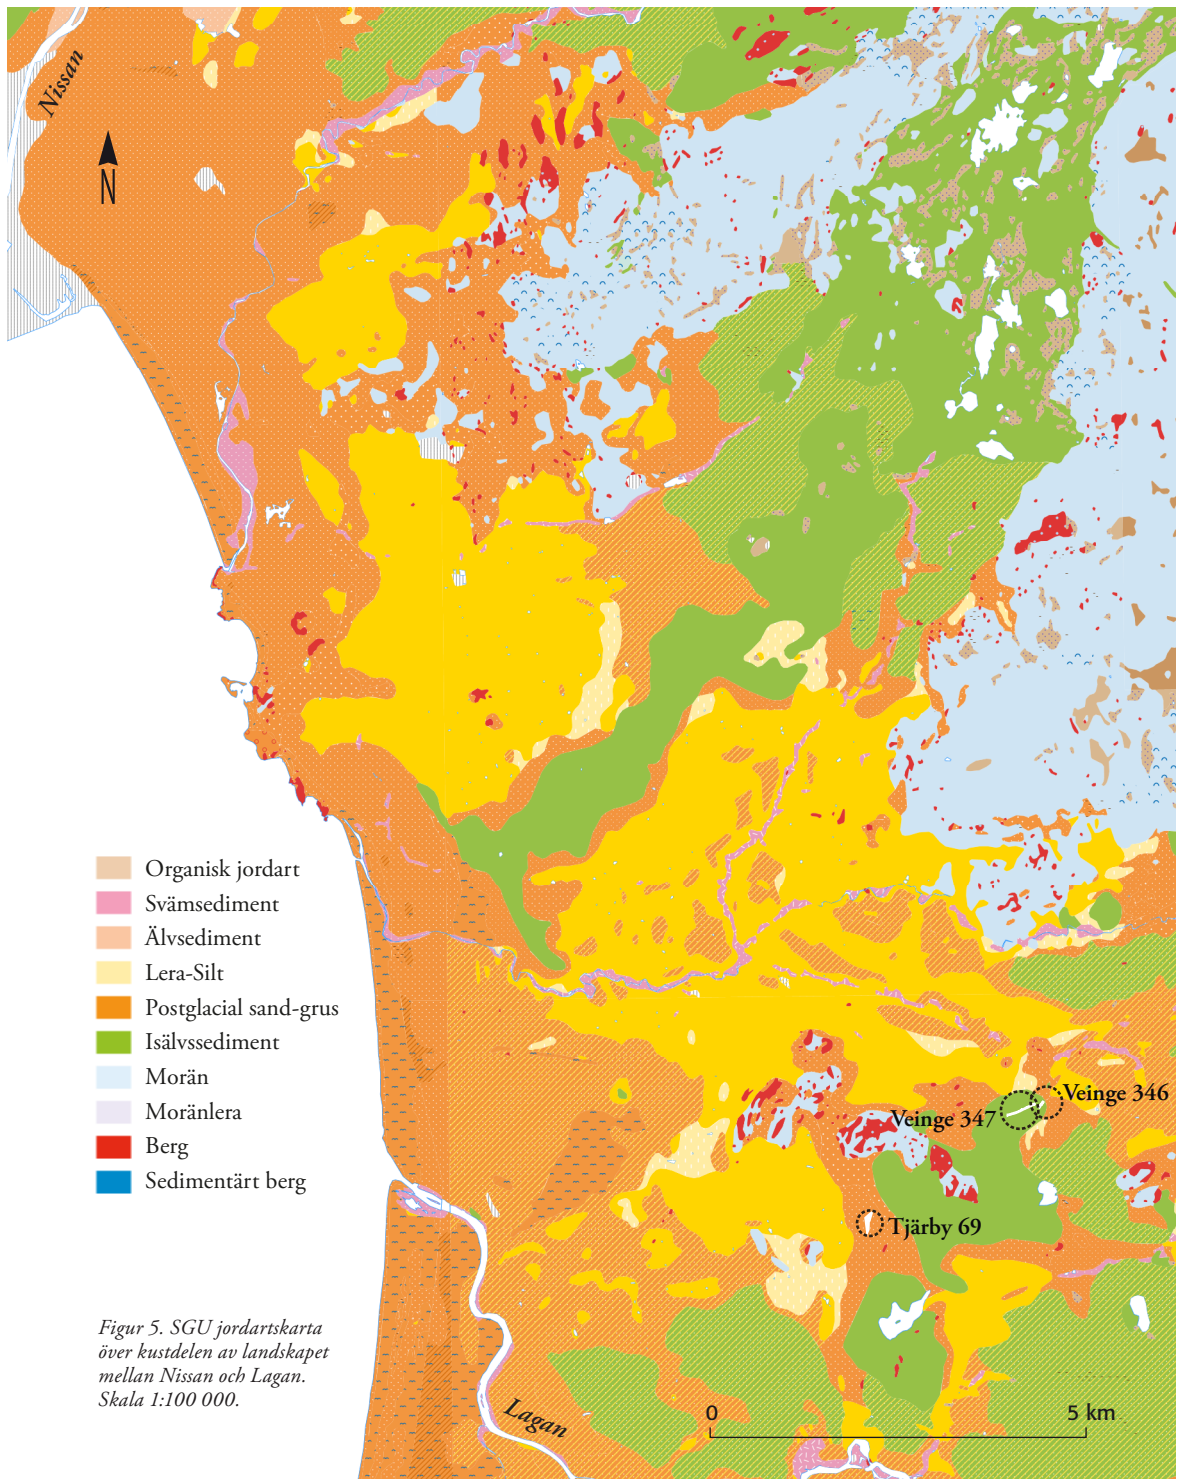 Nissan
N
Organisk jordart
Svämsediment
Älvsediment
Lera-Silt
Postglacial sand-grus
Isälvssediment
Morän
Moränlera
Berg
Sedimentärt berg
Veinge 346
Veinge 347
Tjärby 69
Figur 5. SGU jordartskarta
över kustdelen av landskapet
mellan Nissan och Lagan.
Skala 1:100 000.
Lagan
0 5 km